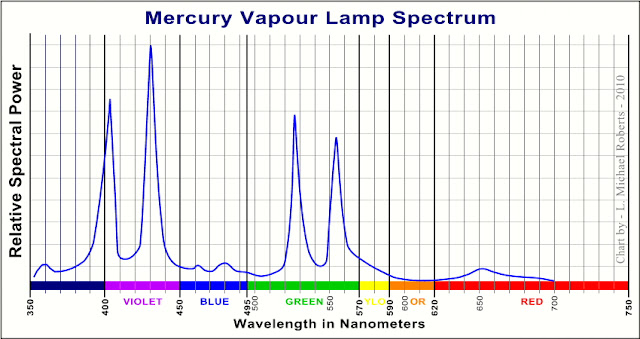 Mercury Vapour Lamp Spectrum
Relative Spectral Power
Chart by - L. Michael Roberts - 2010
VIOLET BLUE GREEN YLO OR RED
350 400 450 495 500 550 570 590 600 620 650 700 750
Wavelength in Nanometers